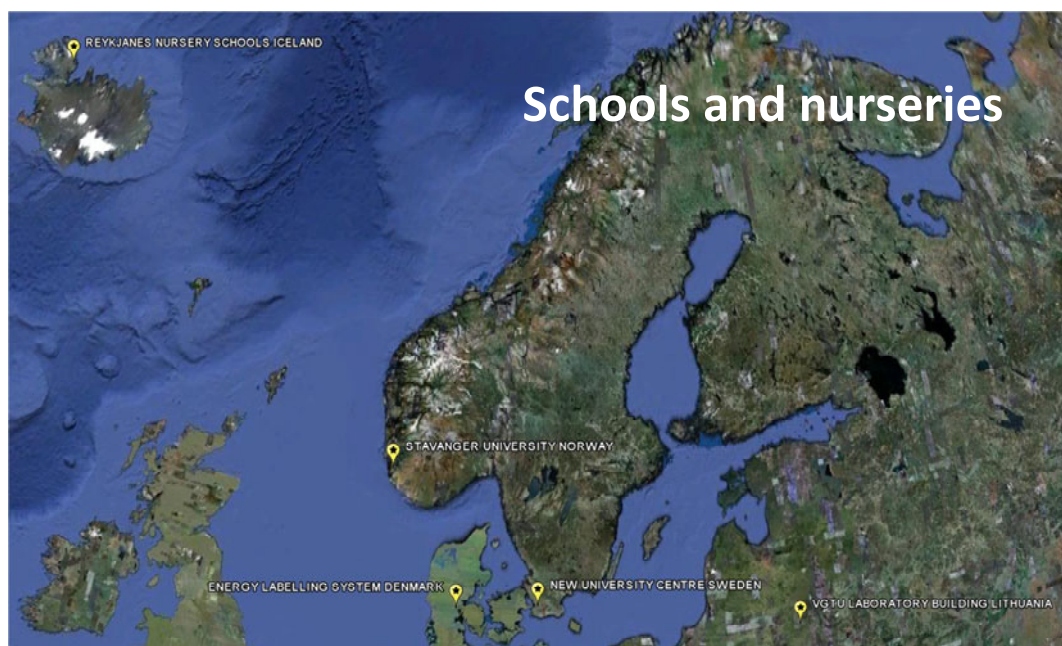 REYKJANES NURSERY SCHOOLS ICELAND
Schools and nurseries
STAVANGER UNIVERSITY NORWAY
ENERGY LABELLING SYSTEM DENMARK
NEW UNIVERSITY CENTRE SWEDEN
VGTU LABORATORY BUILDING LITHUANIA